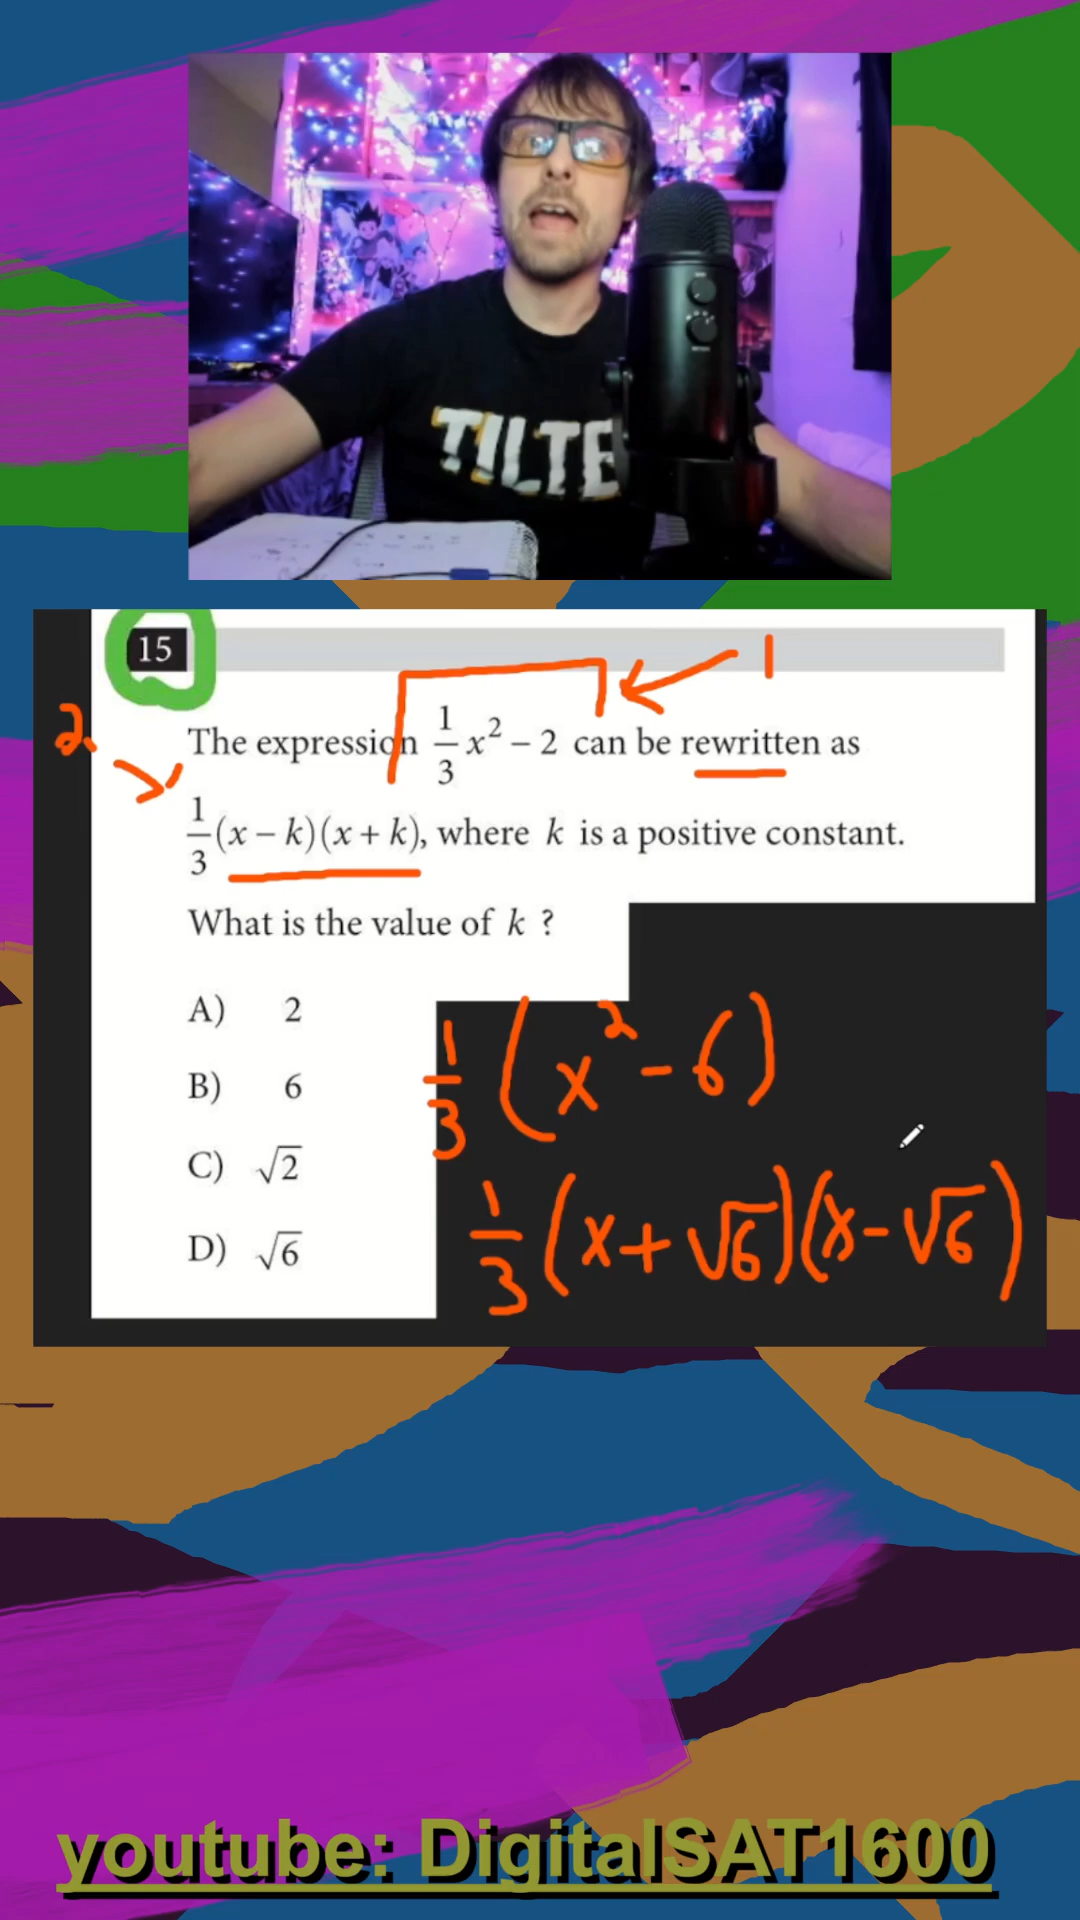 TILTE
15
1
2.
The expression 1/3 x² – 2 can be rewritten as
1/3 (x – k)(x + k), where k is a positive constant.
What is the value of k ?
A) 2
B) 6
C) √2
D) √6
1/3 (x² - 6)
1/3 (x + √6)(x - √6)
youtube: DigitalSAT1600